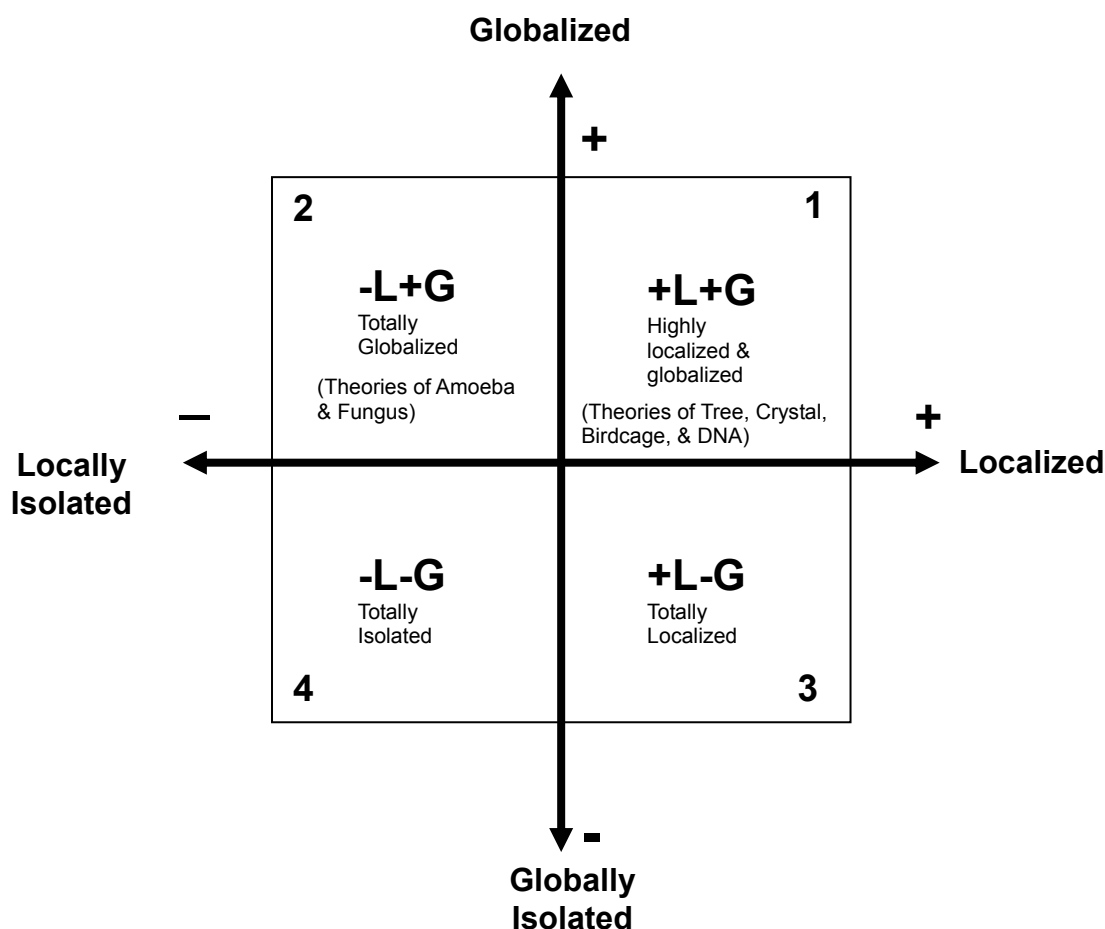 Globalized
+
2
1
-L+G
Totally
Globalized
(Theories of Amoeba
& Fungus)
+L+G
Highly
localized &
globalized
(Theories of Tree, Crystal,
Birdcage, & DNA)
–
+
Locally
Isolated
Localized
-L-G
Totally
Isolated
+L-G
Totally
Localized
4
3
-
Globally
Isolated